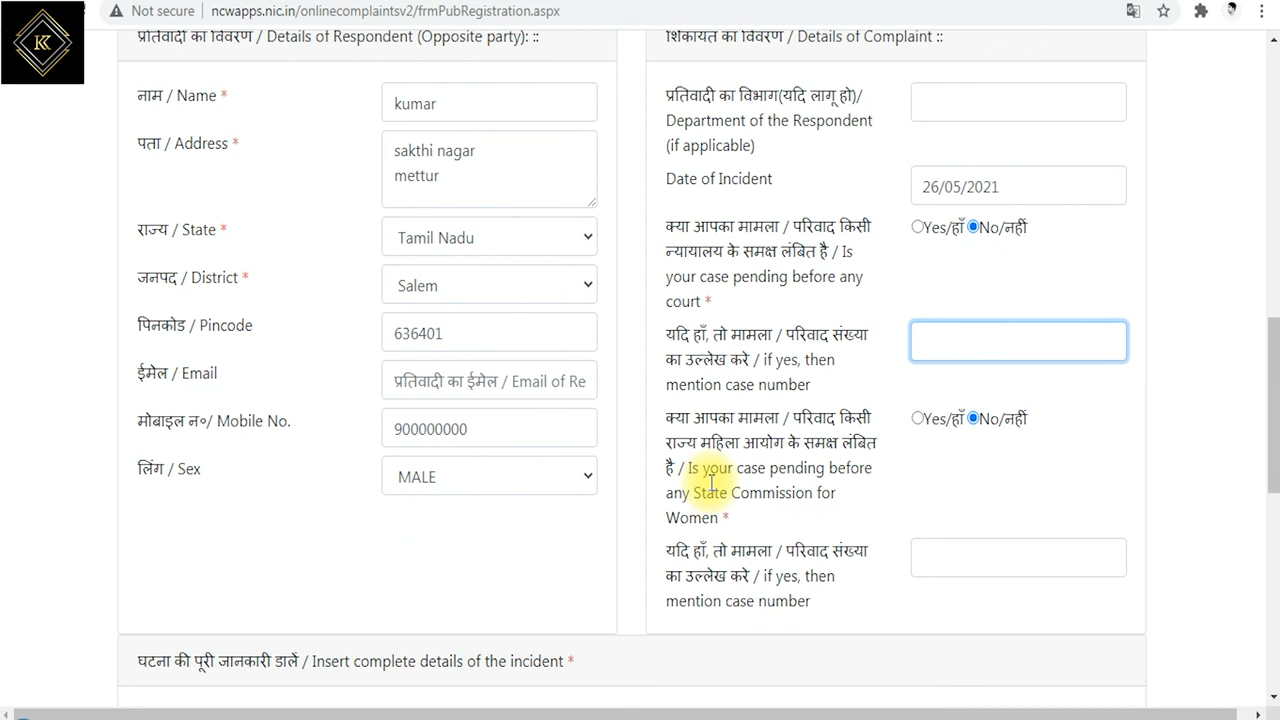 Not secure | ncwapps.nic.in/onlinecomplaintsv2/frmPubRegistration.aspx
प्रतिवादी का विवरण / Details of Respondent (Opposite party): ::
नाम / Name *
kumar
पता / Address *
sakthi nagar
mettur
राज्य / State *
Tamil Nadu
जनपद / District *
Salem
पिनकोड / Pincode
636401
ईमेल / Email
प्रतिवादी का ईमेल / Email of Re
मोबाइल न०/ Mobile No.
900000000
लिंग / Sex
MALE
शिकायत का विवरण / Details of Complaint ::
प्रतिवादी का विभाग(यदि लागू हो)/
Department of the Respondent
(if applicable)
Date of Incident
26/05/2021
क्या आपका मामला / परिवाद किसी
न्यायालय के समक्ष लंबित है / Is
your case pending before any
court *
Yes/हाँ No/नहीं
यदि हाँ, तो मामला / परिवाद संख्या
का उल्लेख करे / if yes, then
mention case number
क्या आपका मामला / परिवाद किसी
राज्य महिला आयोग के समक्ष लंबित
है / Is your case pending before
any State Commission for
Women *
Yes/हाँ No/नहीं
यदि हाँ, तो मामला / परिवाद संख्या
का उल्लेख करे / if yes, then
mention case number
घटना की पूरी जानकारी डालें / Insert complete details of the incident *